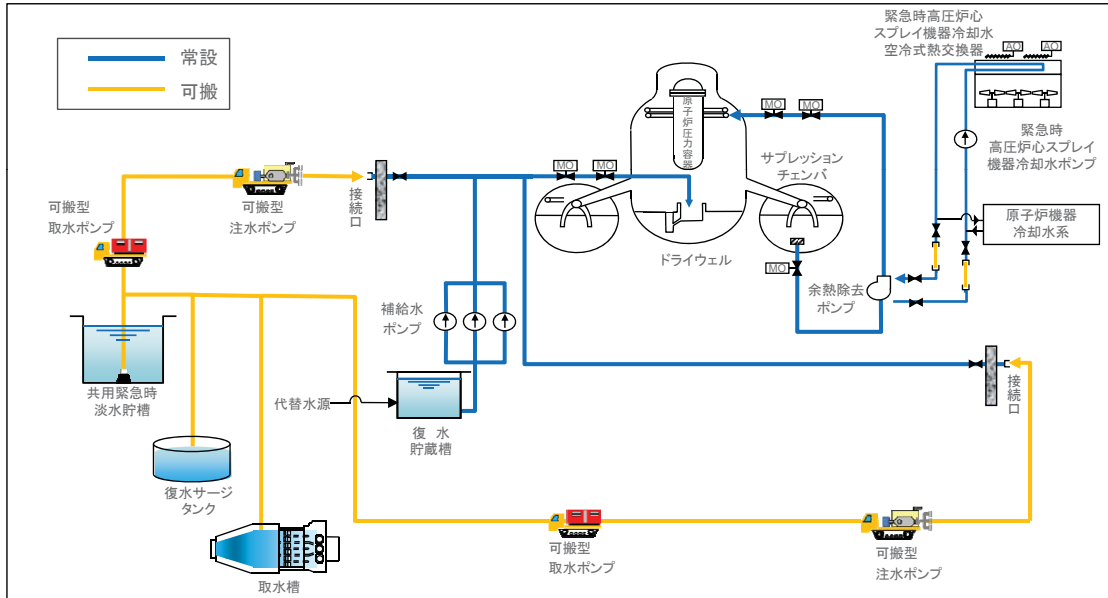 常設
可搬
緊急時高圧炉心
スプレイ機器冷却水
空冷式熱交換器
AO
AO
緊急時
高圧炉心スプレイ
機器冷却水ポンプ
原子炉圧力容器
MO
MO
MO
MO
サプレッション
チェンバ
可搬型
取水ポンプ
可搬型
注水ポンプ
接続口
原子炉機器
冷却水系
ドライウェル
MO
余熱除去
ポンプ
補給水
ポンプ
共用緊急時
淡水貯槽
代替水源
復 水
貯蔵槽
接続口
復水サージ
タンク
取水槽
可搬型
取水ポンプ
可搬型
注水ポンプ